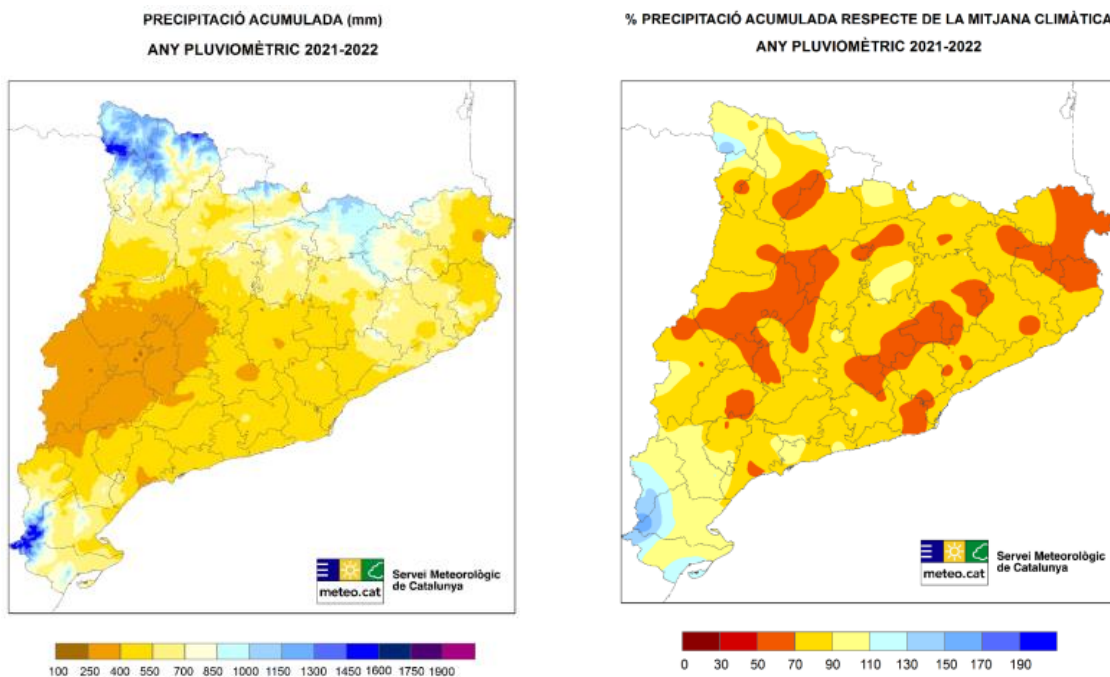 PRECIPITACIÓ ACUMULADA (mm)
ANY PLUVIOMÈTRIC 2021-2022
Servei Meteorològic
de Catalunya
meteo.cat
100 250 400 550 700 850 1000 1150 1300 1450 1600 1750 1900
% PRECIPITACIÓ ACUMULADA RESPECTE DE LA MITJANA CLIMÀTICA
ANY PLUVIOMÈTRIC 2021-2022
Servei Meteorològic
de Catalunya
meteo.cat
0 30 50 70 90 110 130 150 170 190